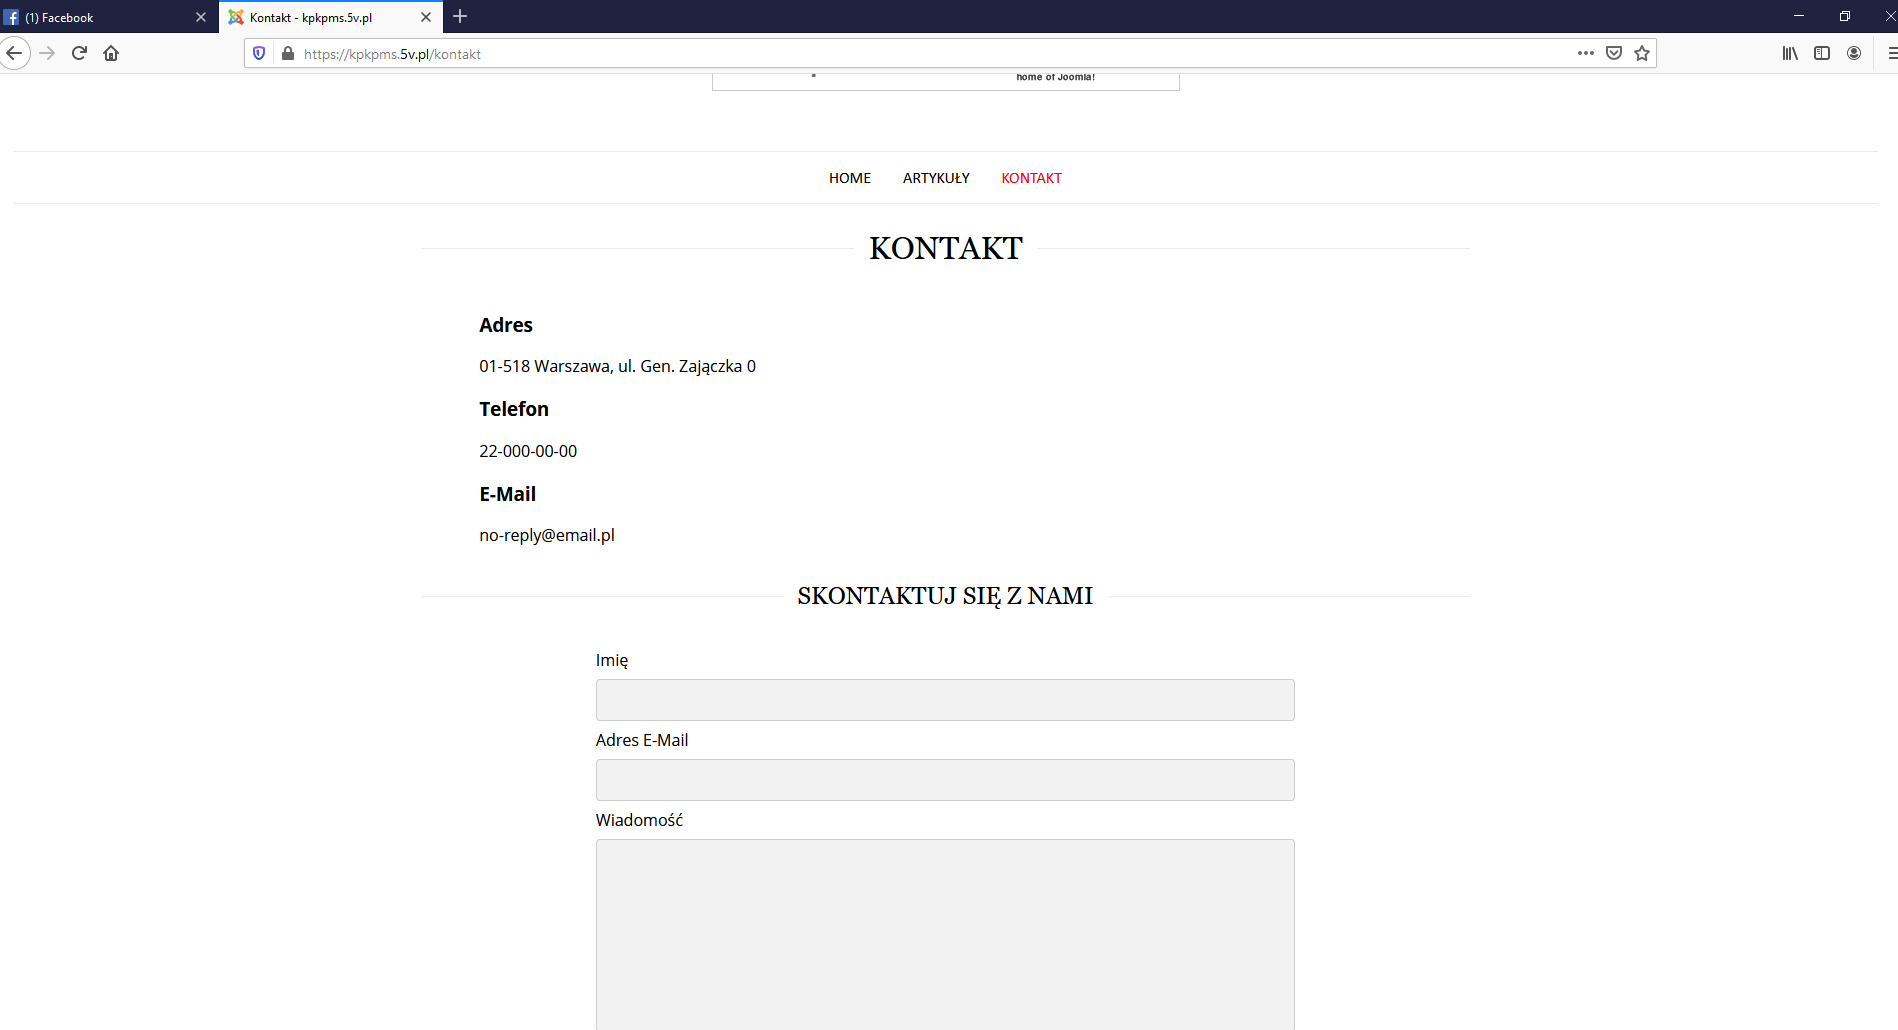 (1) Facebook
Kontakt - kpkpms.5v.pl
https://kpkpms.5v.pl/kontakt
home of Joomla!
HOME ARTYKUŁY KONTAKT
KONTAKT
Adres
01-518 Warszawa, ul. Gen. Zajączka 0
Telefon
22-000-00-00
E-Mail
no-reply@email.pl
SKONTAKTUJ SIĘ Z NAMI
Imię
Adres E-Mail
Wiadomość